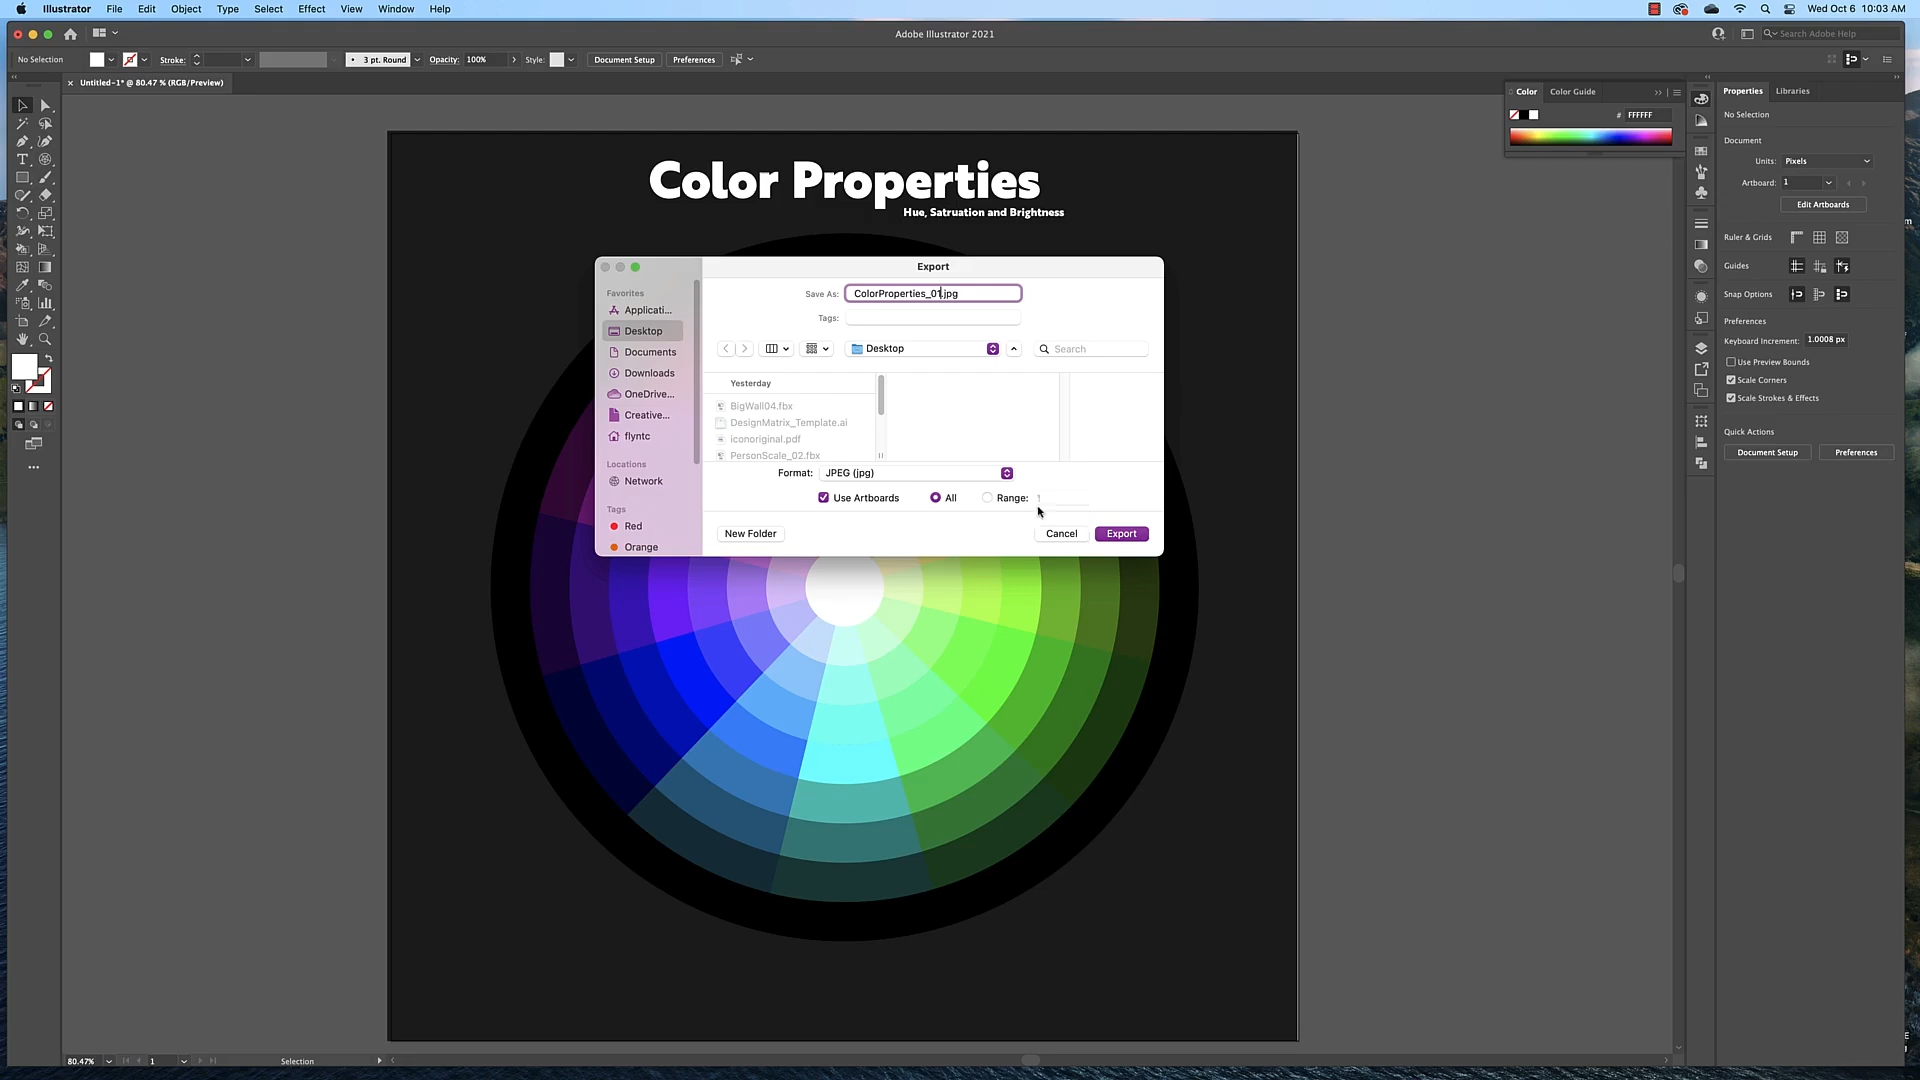 Illustrator File Edit Object Type Select Effect View Window Help
Wed Oct 6 10:03 AM
Adobe Illustrator 2021
Search Adobe Help
No Selection
Stroke:
3 pt. Round
Opacity: 100%
Style:
Document Setup
Preferences
Untitled-1* @ 80.47 % (RGB/Preview)
Color Properties
Hue, Satruation and Brightness
Export
Save As: ColorProperties_01.jpg
Tags:
Desktop
Search
Favorites
Applicati...
Desktop
Documents
Downloads
OneDrive...
Creative...
flyntc
Locations
Network
Tags
Red
Orange
Yesterday
BigWall04.fbx
DesignMatrix_Template.ai
iconoriginal.pdf
PersonScale_02.fbx
Format: JPEG (jpg)
Use Artboards
All
Range: 1
New Folder
Cancel
Export
Color
Color Guide
# FFFFFF
Properties
Libraries
No Selection
Document
Units: Pixels
Artboard: 1
Edit Artboards
Ruler & Grids
Guides
Snap Options
Preferences
Keyboard Increment: 1.0008 px
Use Preview Bounds
Scale Corners
Scale Strokes & Effects
Quick Actions
Document Setup
Preferences
80.47%
1
Selection